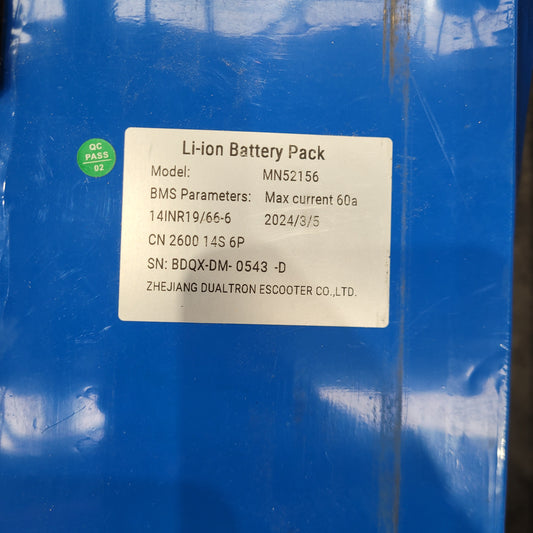 QC
PASS
02
Li-ion Battery Pack
Model: MN52156
BMS Parameters: Max current 60a
14INR19/66-6 2024/3/5
CN 2600 14S 6P
SN: BDQX-DM- 0543 -D
ZHEJIANG DUALTRON ESCOOTER CO.,LTD.